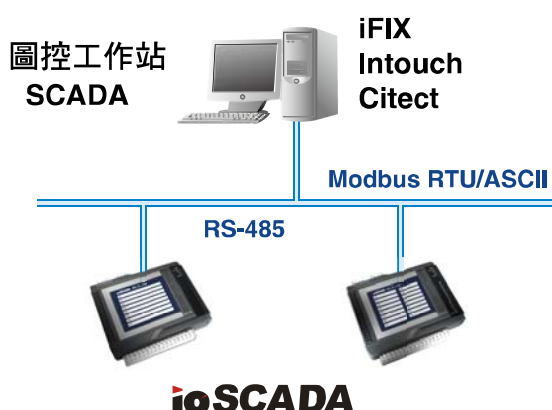 圖控工作站
SCADA
iFIX
Intouch
Citect
Modbus RTU/ASCII
RS-485
ioSCADA